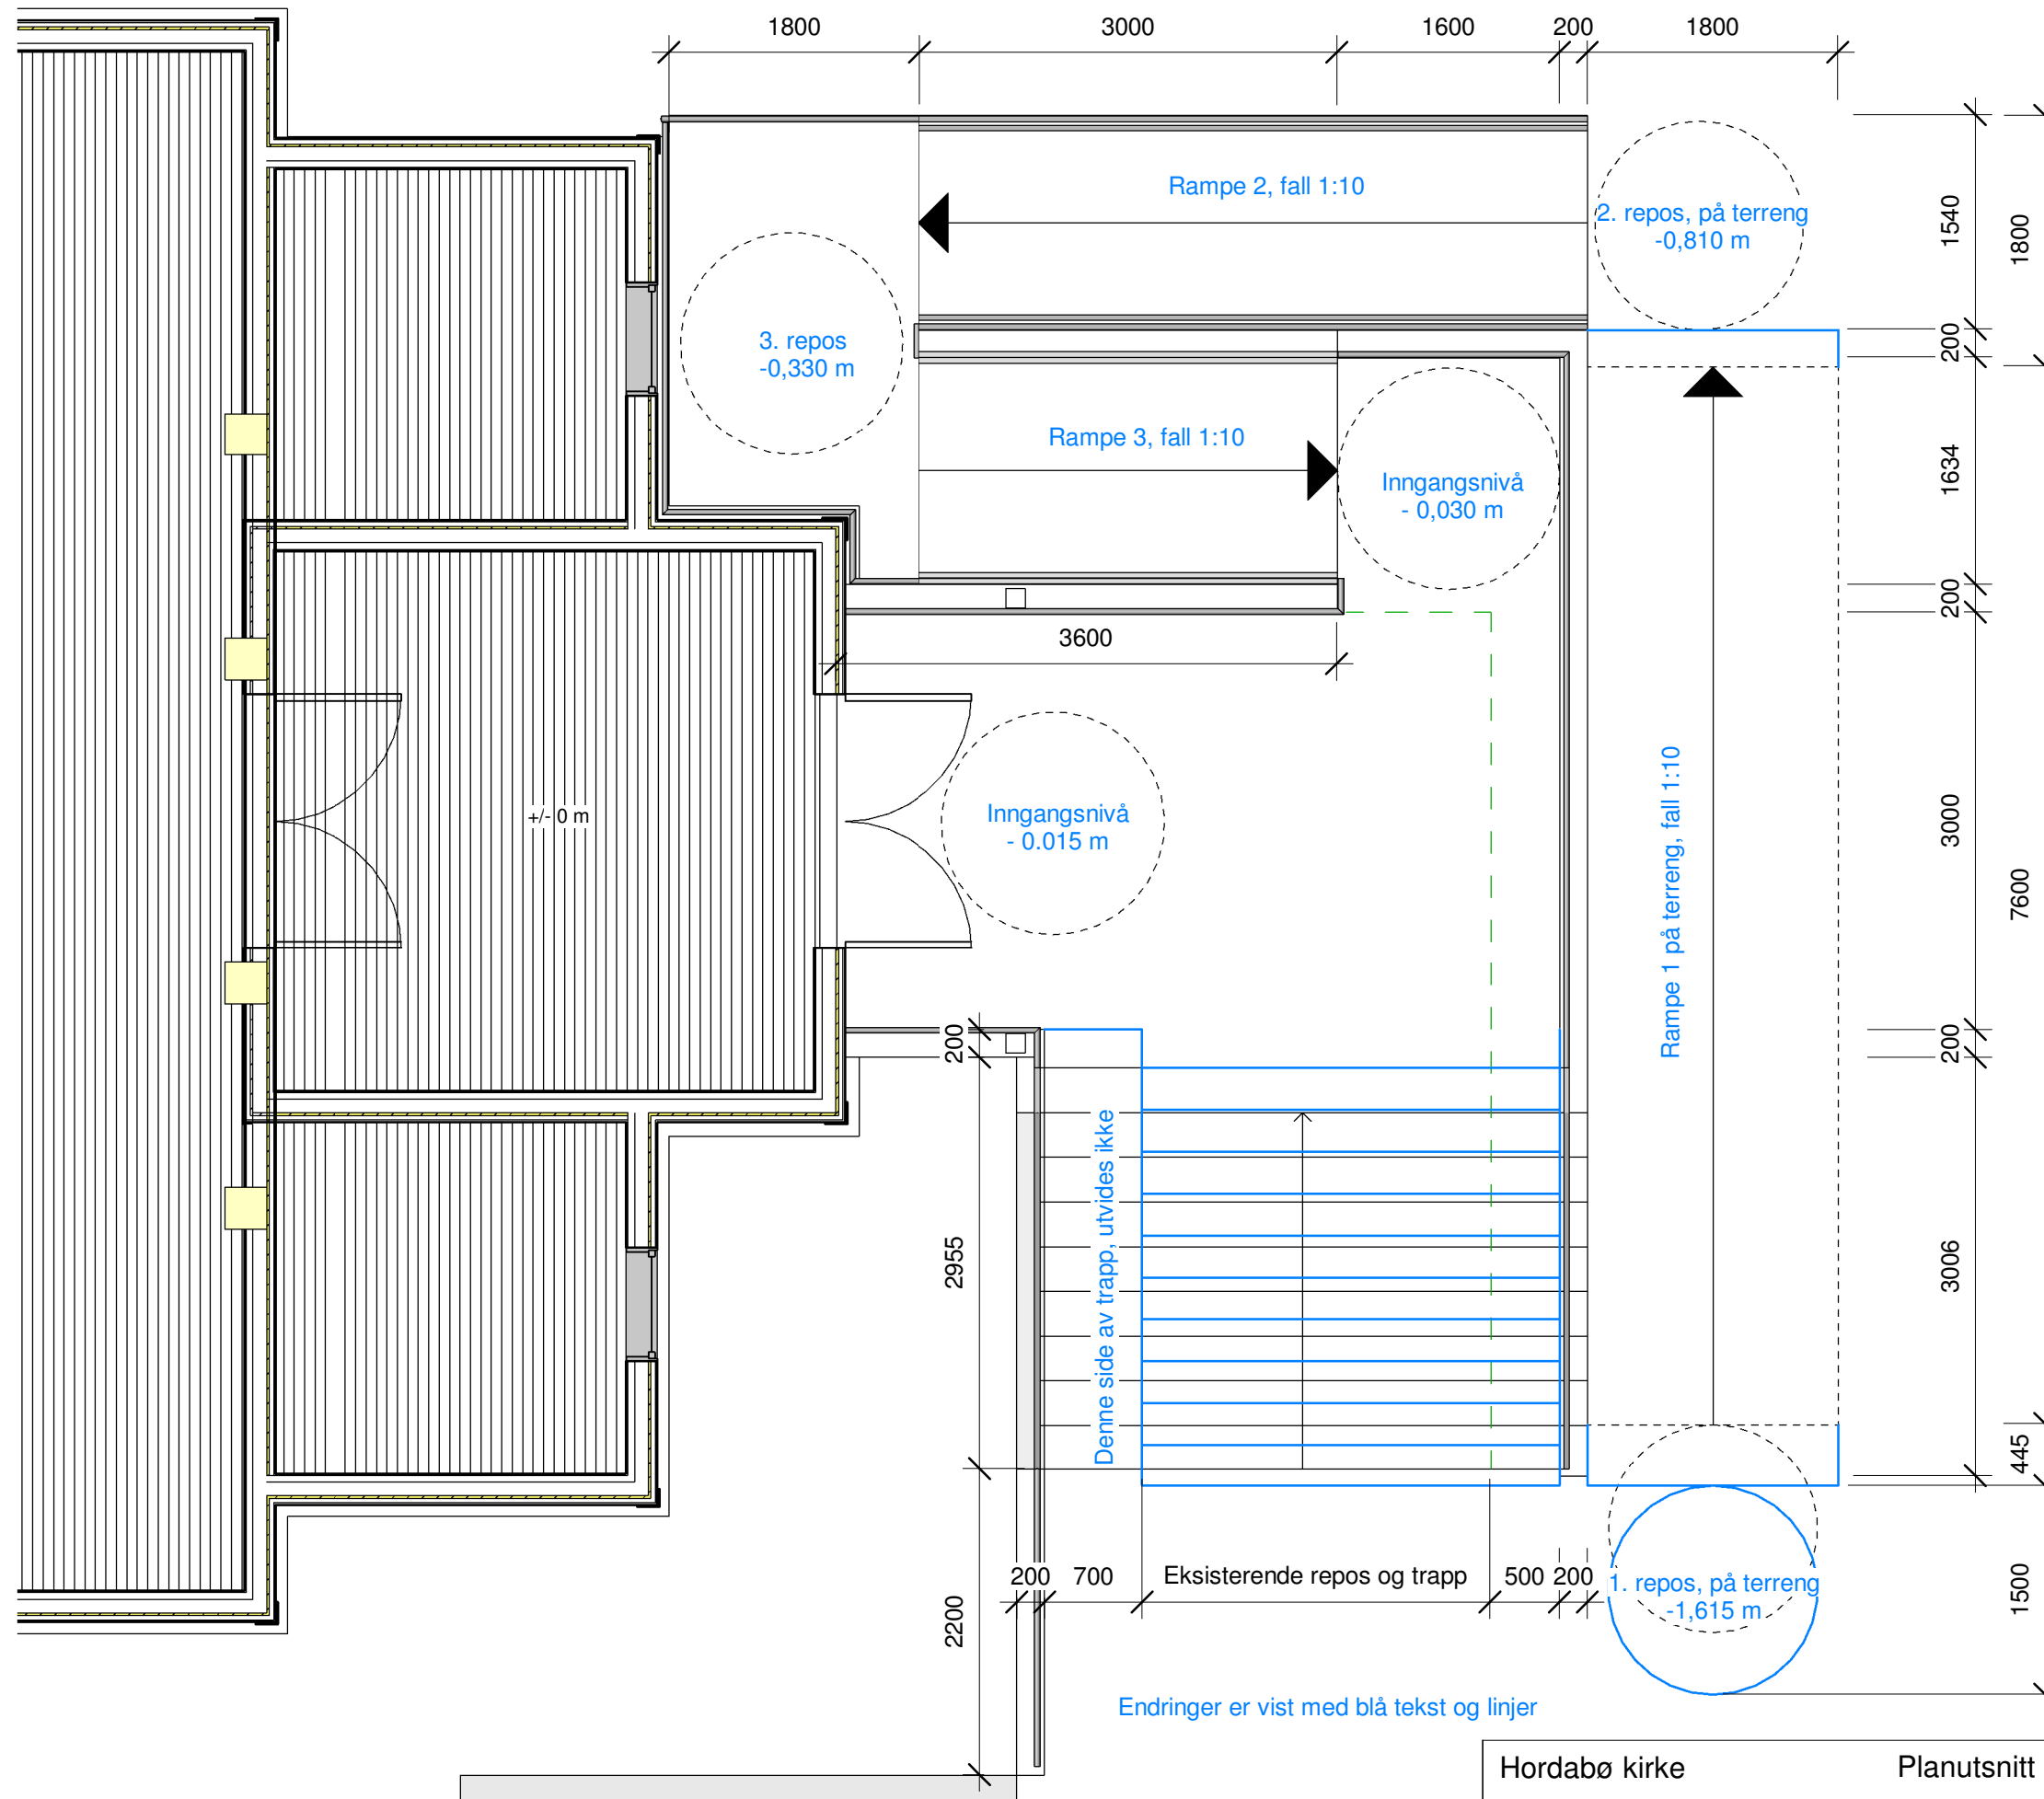 1800
3000
1600
200
1800
Rampe 2, fall 1:10
2. repos, på terreng
-0,810 m
1540
1800
3. repos
-0,330 m
200
Rampe 3, fall 1:10
Inngangsnivå
- 0,030 m
1634
200
3600
+/- 0 m
Inngangsnivå
- 0.015 m
Rampe 1 på terreng, fall 1:10
3000
7600
200
200
Denne side av trapp, utvides ikke
2955
3006
445
200
700
Eksisterende repos og trapp
500
200
1. repos, på terreng
-1,615 m
1500
2200
Endringer er vist med blå tekst og linjer
Hordabø kirke
Planutsnitt